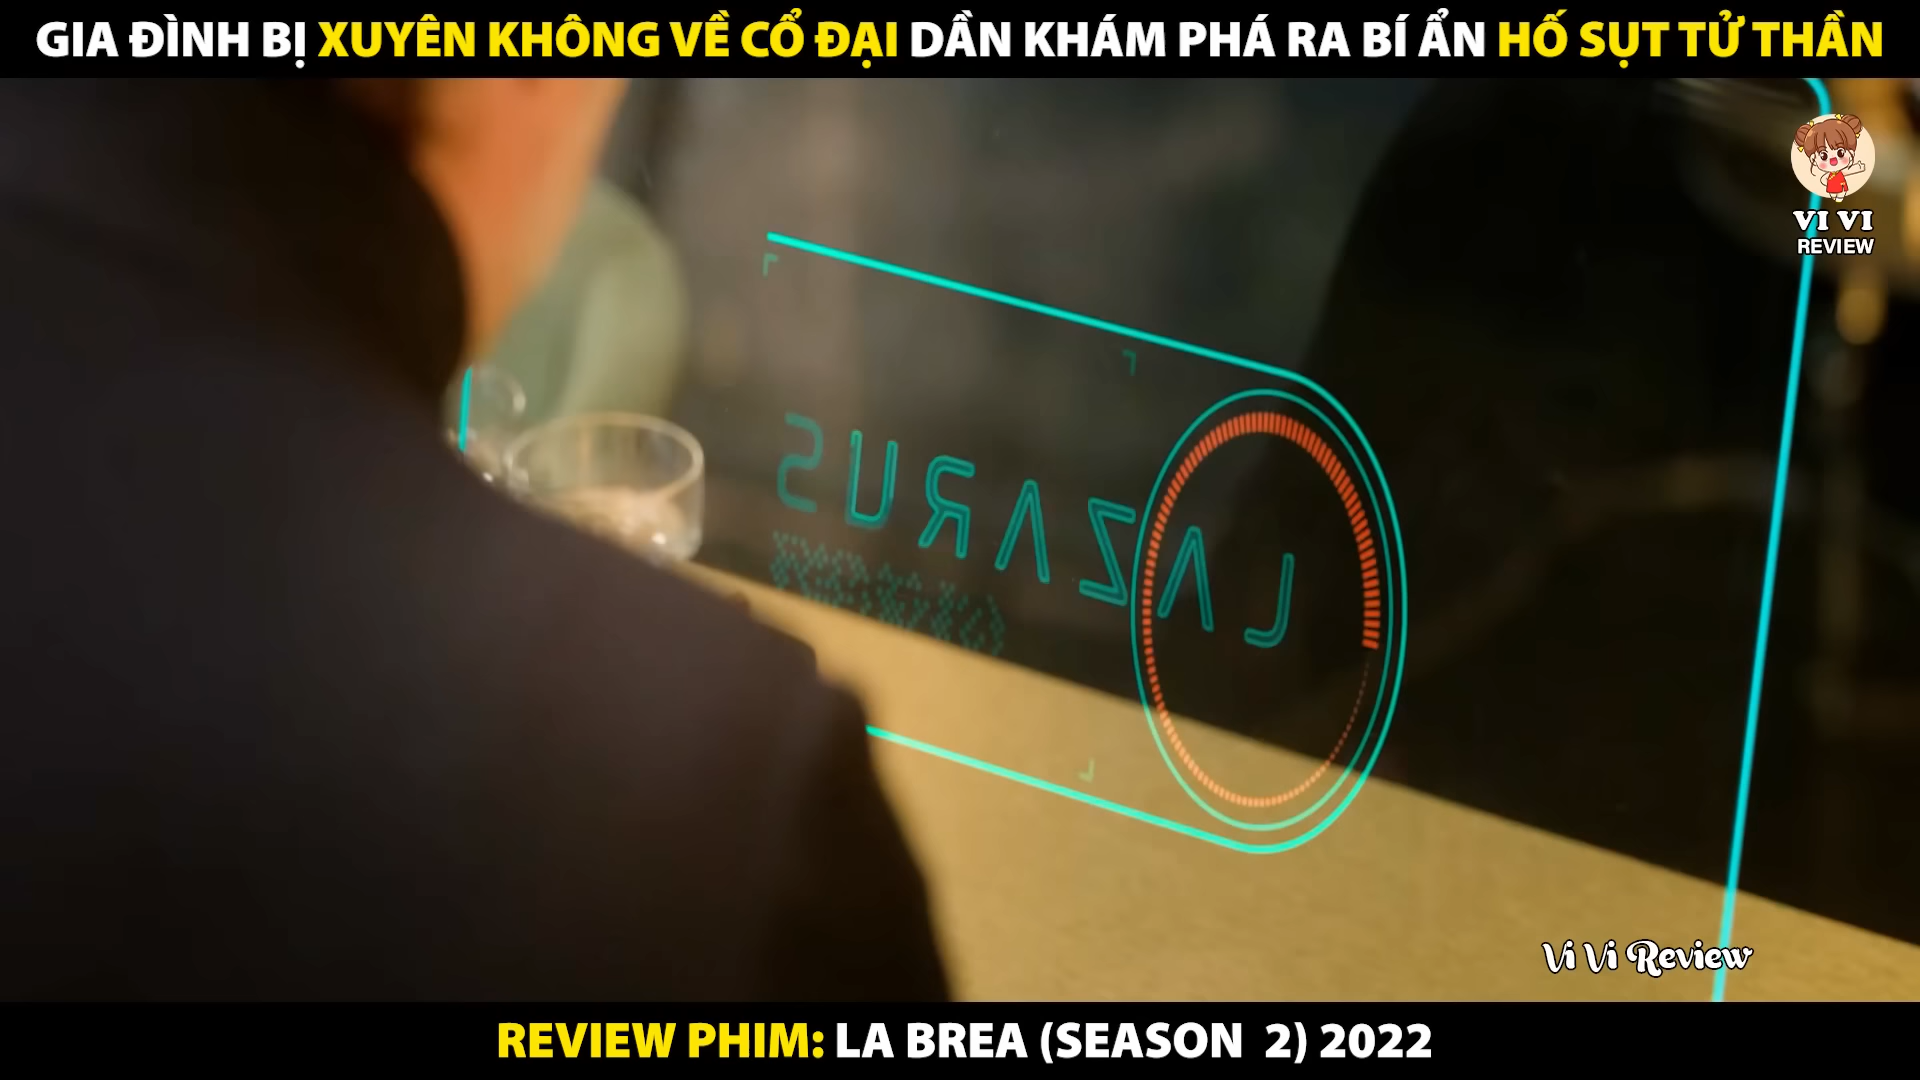 GIA ĐÌNH BỊ XUYÊN KHÔNG VỀ CỔ ĐẠI DẦN KHÁM PHÁ RA BÍ ẨN HỐ SỤT TỬ THẦN
VI VI
REVIEW
LAZARUS
Vi Vi Review
REVIEW PHIM: LA BREA (SEASON 2) 2022